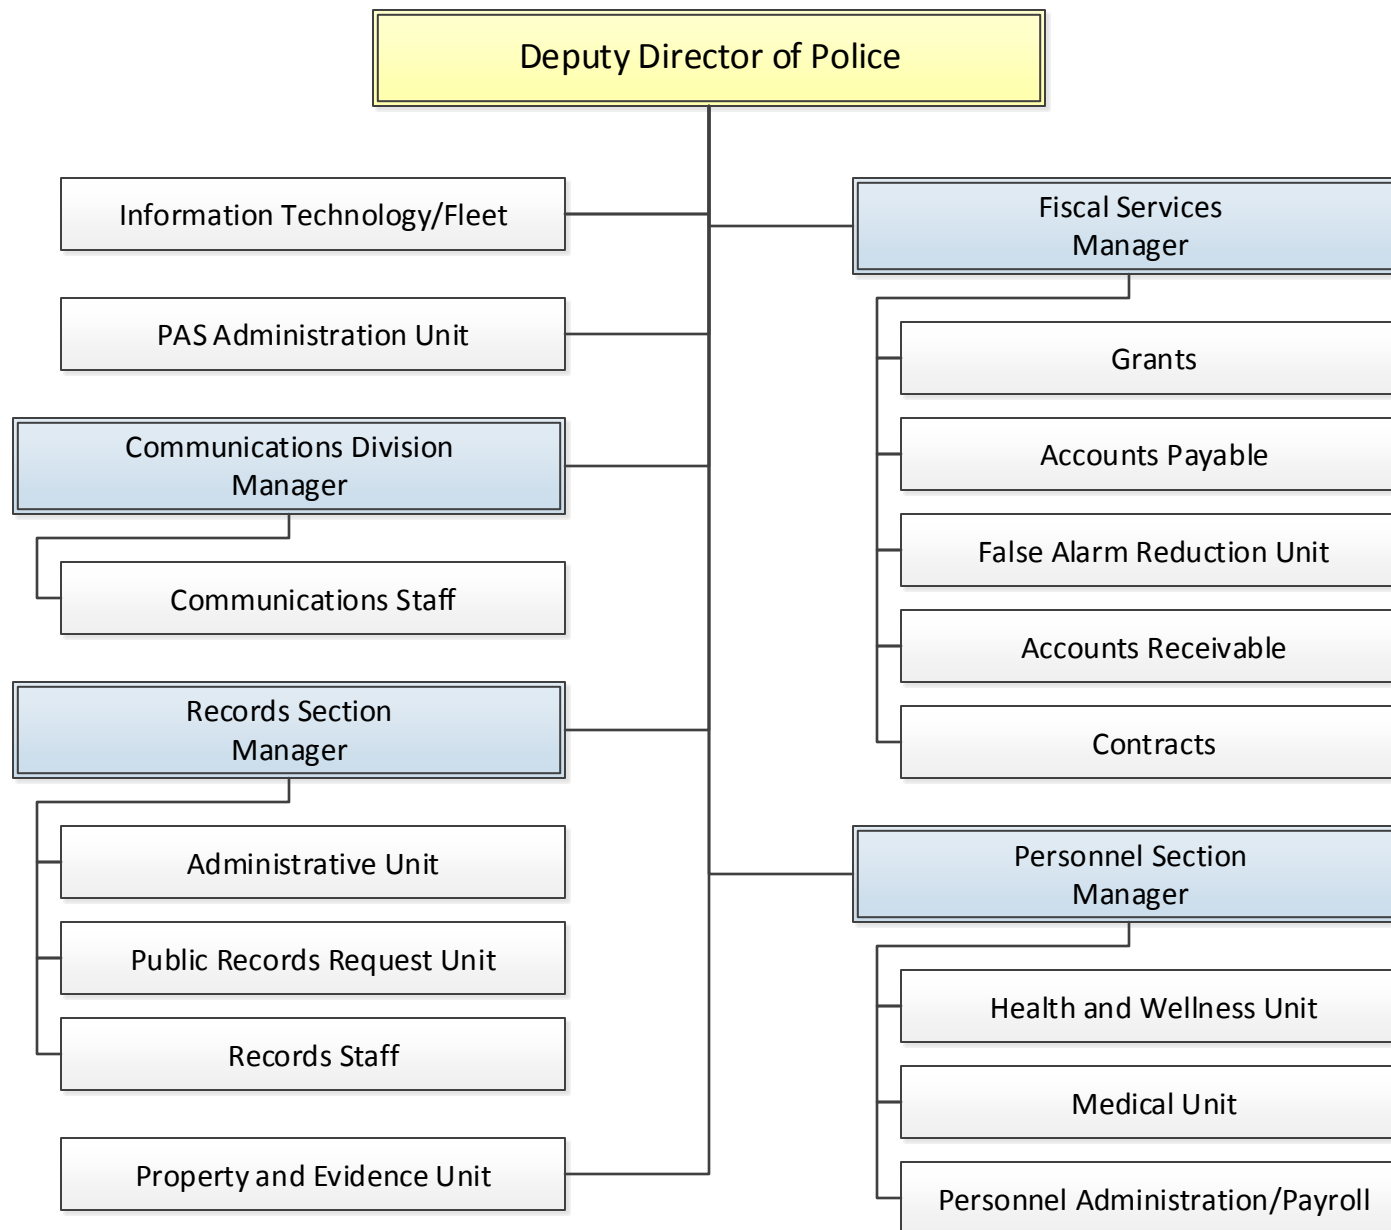 Deputy Director of Police
Information Technology/Fleet
PAS Administration Unit
Communications Division
Manager
Communications Staff
Records Section
Manager
Administrative Unit
Public Records Request Unit
Records Staff
Property and Evidence Unit
Fiscal Services
Manager
Grants
Accounts Payable
False Alarm Reduction Unit
Accounts Receivable
Contracts
Personnel Section
Manager
Health and Wellness Unit
Medical Unit
Personnel Administration/Payroll